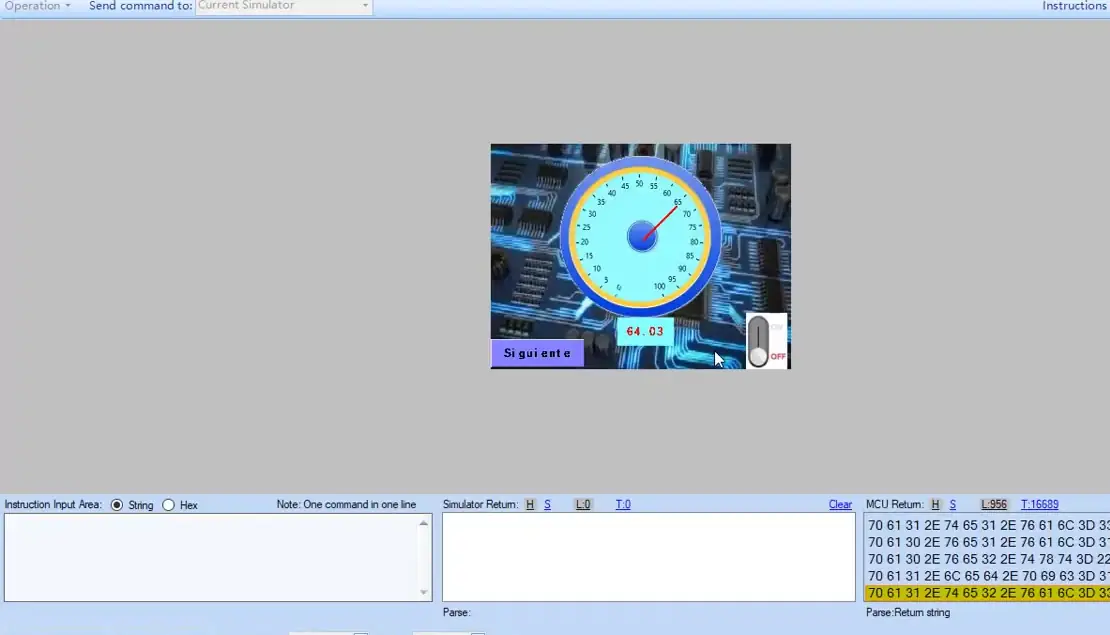 Operation Send command to: Current Simulator Instructions
50
45 55
40 60
35 65
30 70
25 75
20 80
15 85
10 90
5 95
0 100
64.03
ON
Siguiente
OFF
Instruction Input Area: String Hex Note: One command in one line Simulator Return: H S L:0 T:0 Clear MCU Return: H S L:956 T:16689
70 61 31 2E 74 65 31 2E 76 61 6C 3D 33
70 61 30 2E 76 65 31 2E 76 61 6C 3D 31
70 61 30 2E 76 65 32 2E 74 78 74 3D 22
70 61 31 2E 6C 65 64 2E 70 69 63 3D 31
70 61 31 2E 74 65 32 2E 76 61 6C 3D 33
Parse: Parse:Return string